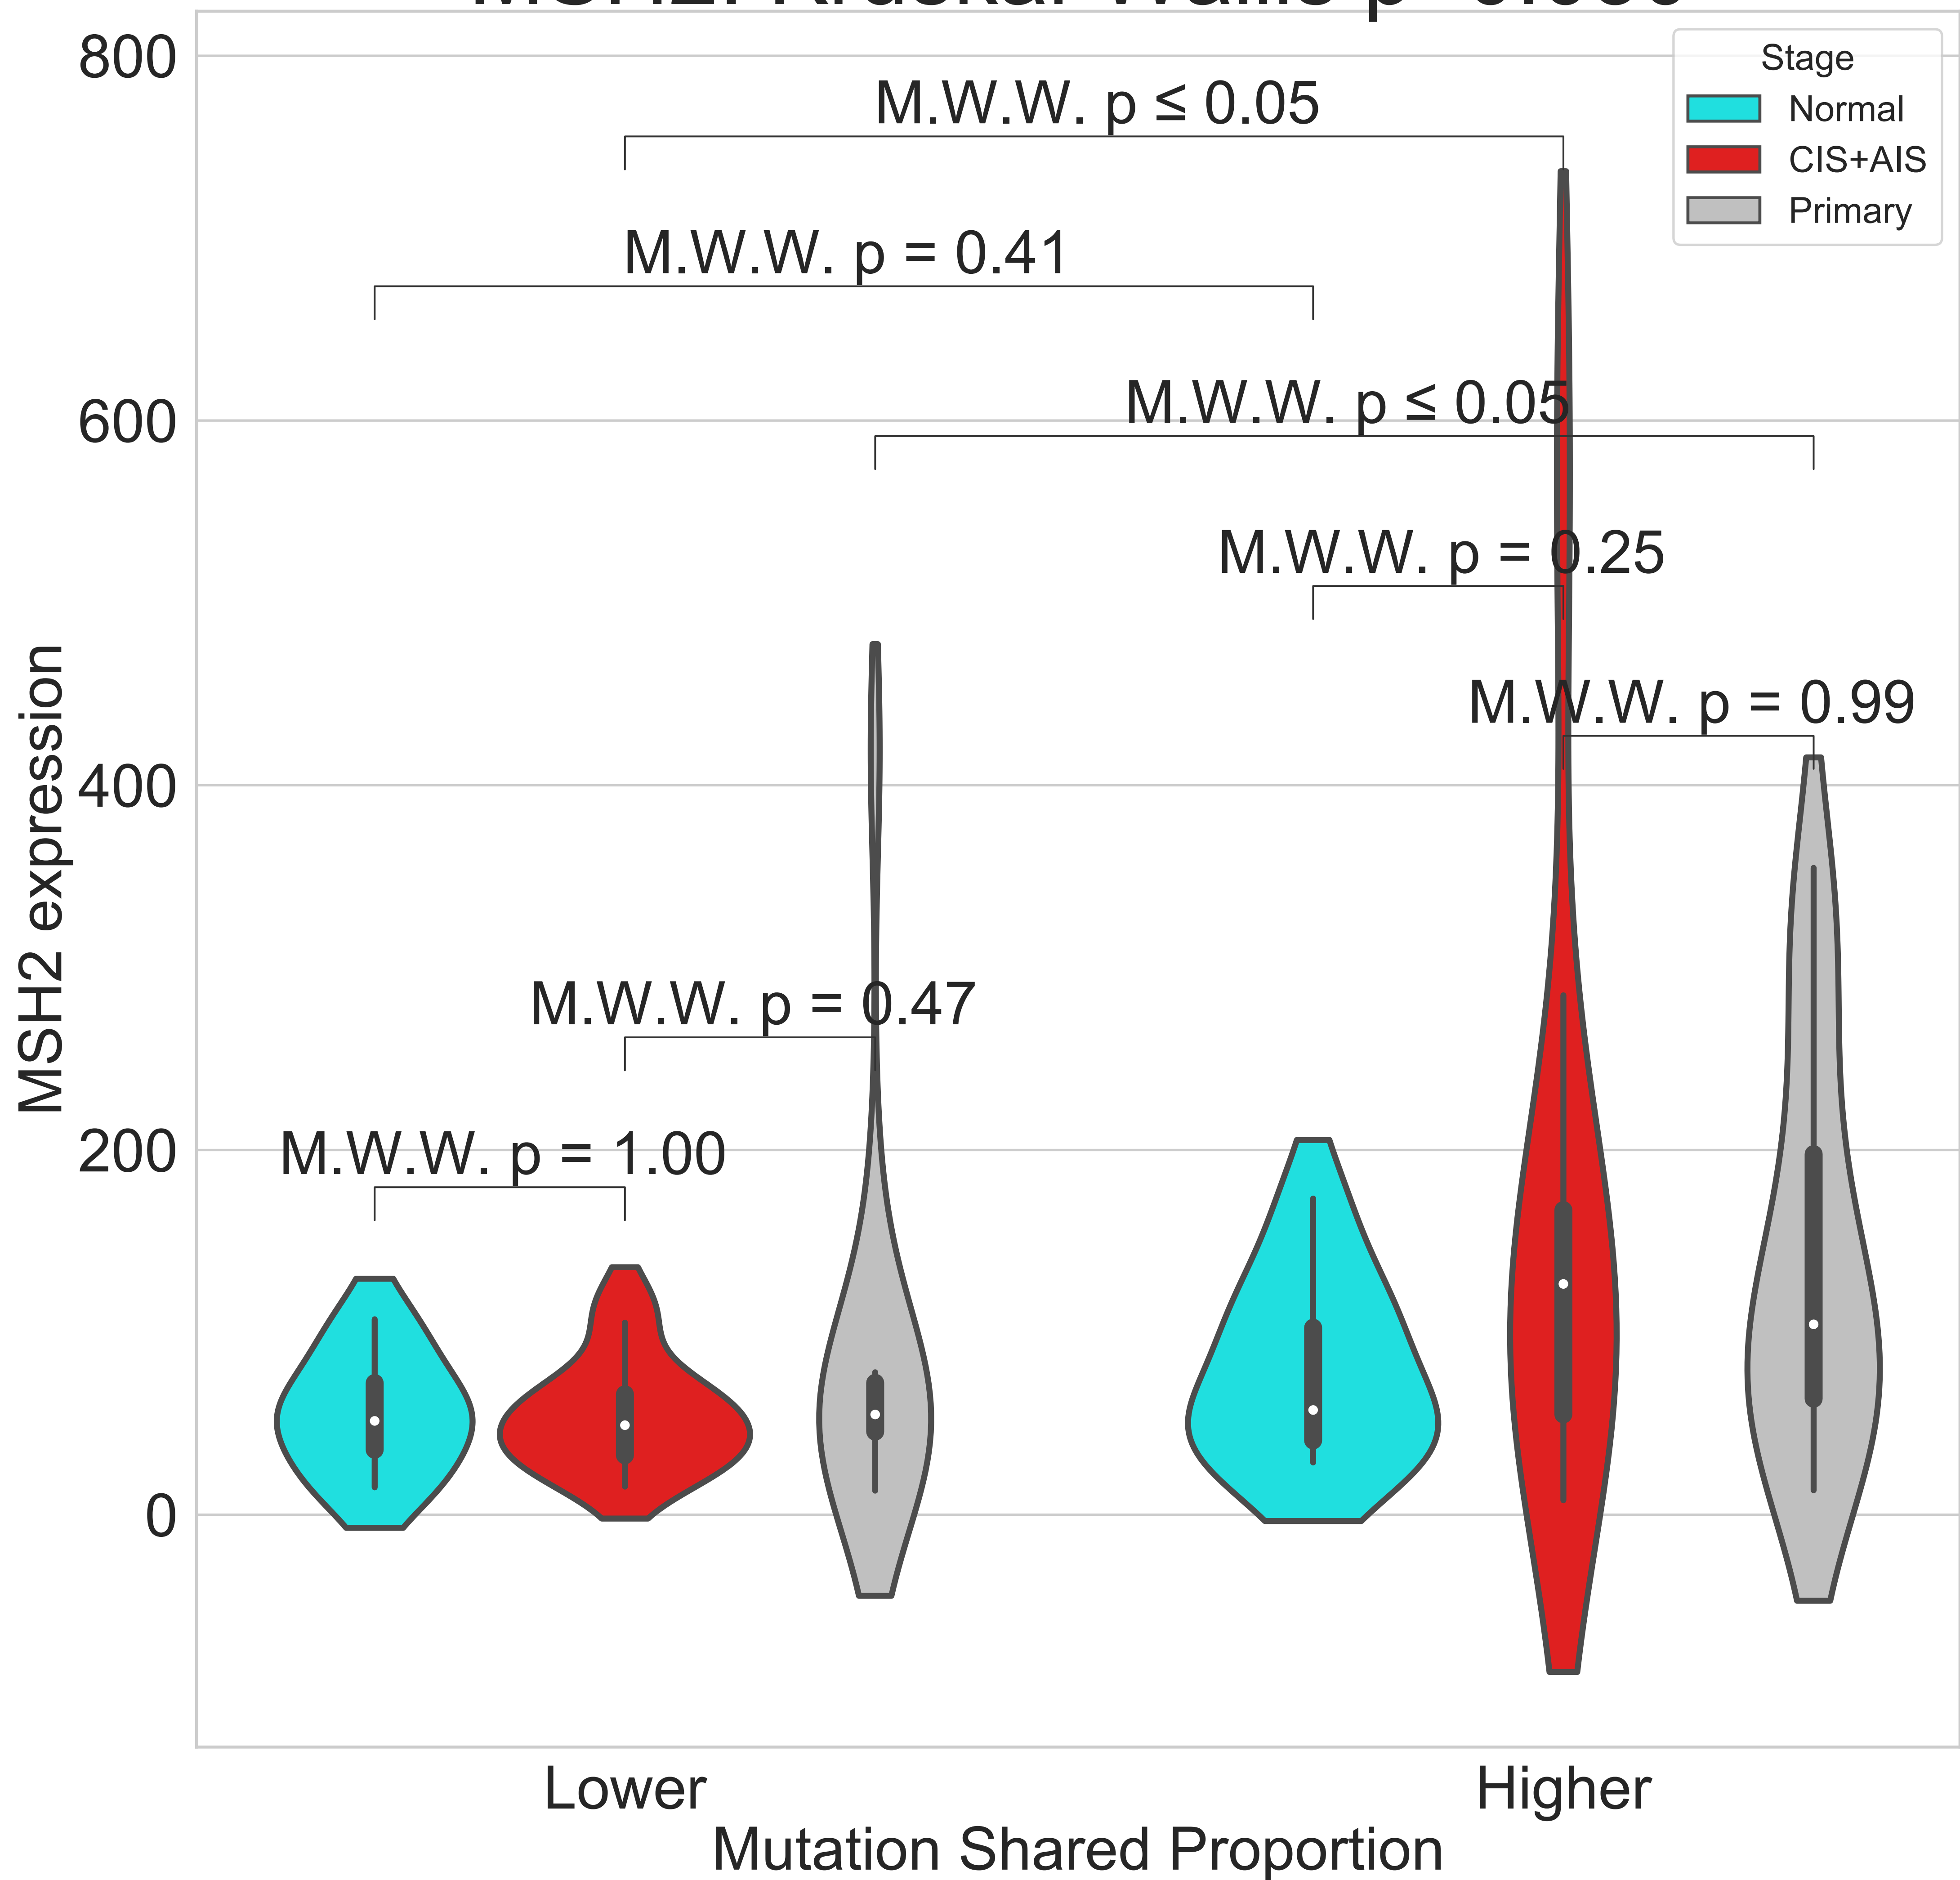 800
600
400
200
0
MSH2 expression
Stage
Normal
CIS+AIS
Primary
M.W.W. p ≤ 0.05
M.W.W. p = 0.41
M.W.W. p ≤ 0.05
M.W.W. p = 0.25
M.W.W. p = 0.99
M.W.W. p = 0.47
M.W.W. p = 1.00
Lower
Higher
Mutation Shared Proportion